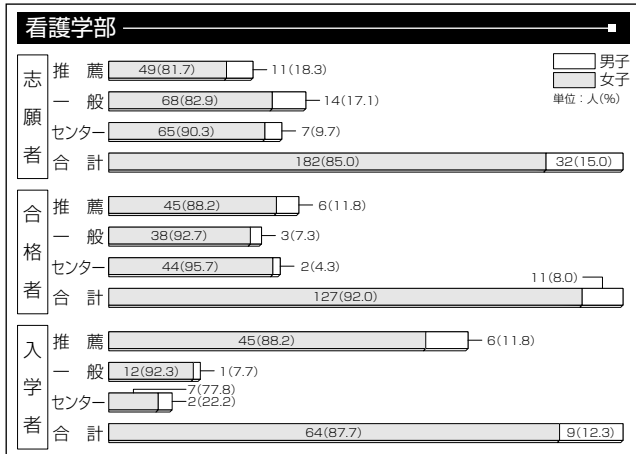 看護学部
男子
女子
単位：人(%)
志願者
推薦 49(81.7) 11(18.3)
一般 68(82.9) 14(17.1)
センター 65(90.3) 7(9.7)
合計 182(85.0) 32(15.0)
合格者
推薦 45(88.2) 6(11.8)
一般 38(92.7) 3(7.3)
センター 44(95.7) 2(4.3)
合計 127(92.0) 11(8.0)
入学者
推薦 45(88.2) 6(11.8)
一般 12(92.3) 1(7.7)
センター 7(77.8) 2(22.2)
合計 64(87.7) 9(12.3)